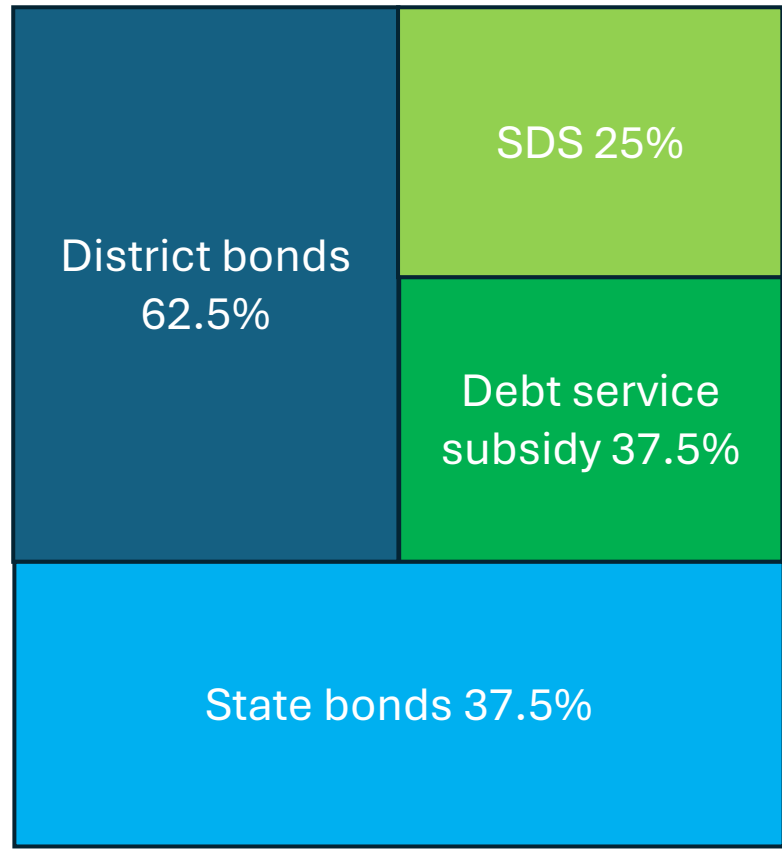 District bonds
62.5%
SDS 25%
Debt service
subsidy 37.5%
State bonds 37.5%